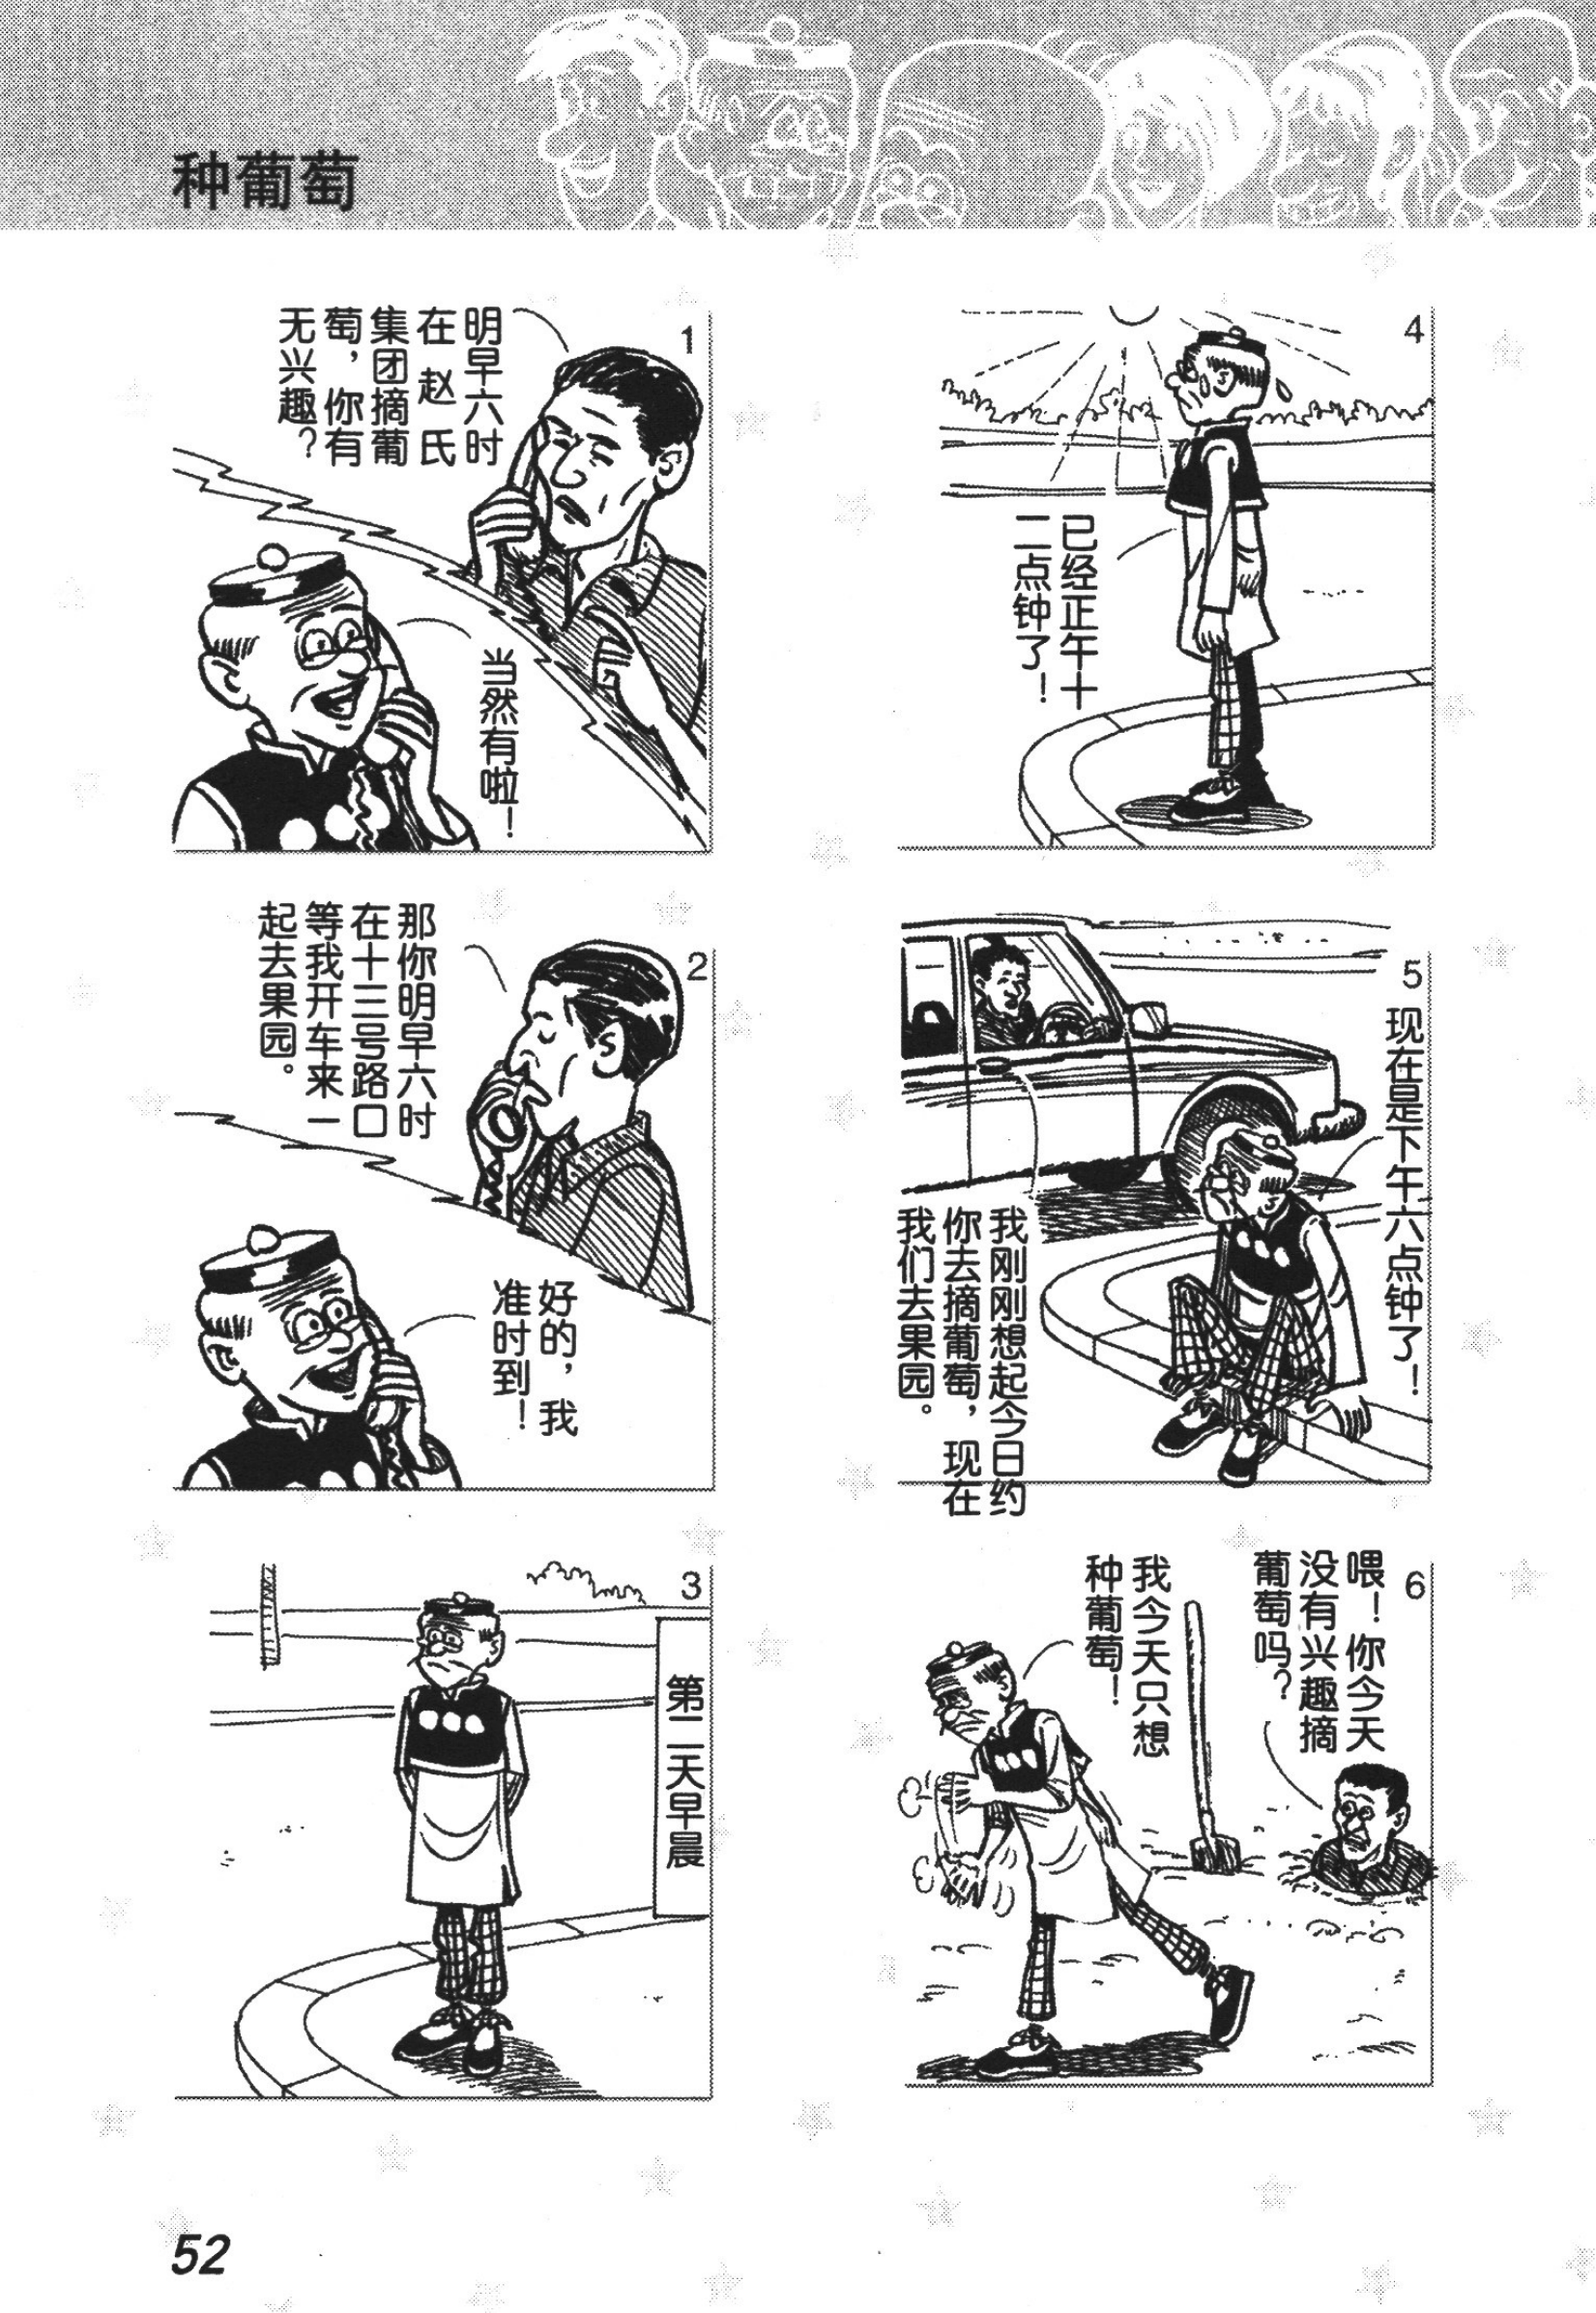 种葡萄
1
明早六时
在赵氏
集团摘葡
萄，你有
无兴趣？
当然有啦！
2
那你明早六时
在十三号路口
等我开车来一
起去果园。
好的，我
准时到！
3
第二天早晨
4
已经正午十
二点钟了！
5
现在是下午六点钟了！
我刚刚想起今日约
你去摘葡萄，现在
我们去果园。
6
喂！你今天
没有兴趣摘
葡萄吗？
我今天只想
种葡萄！
52